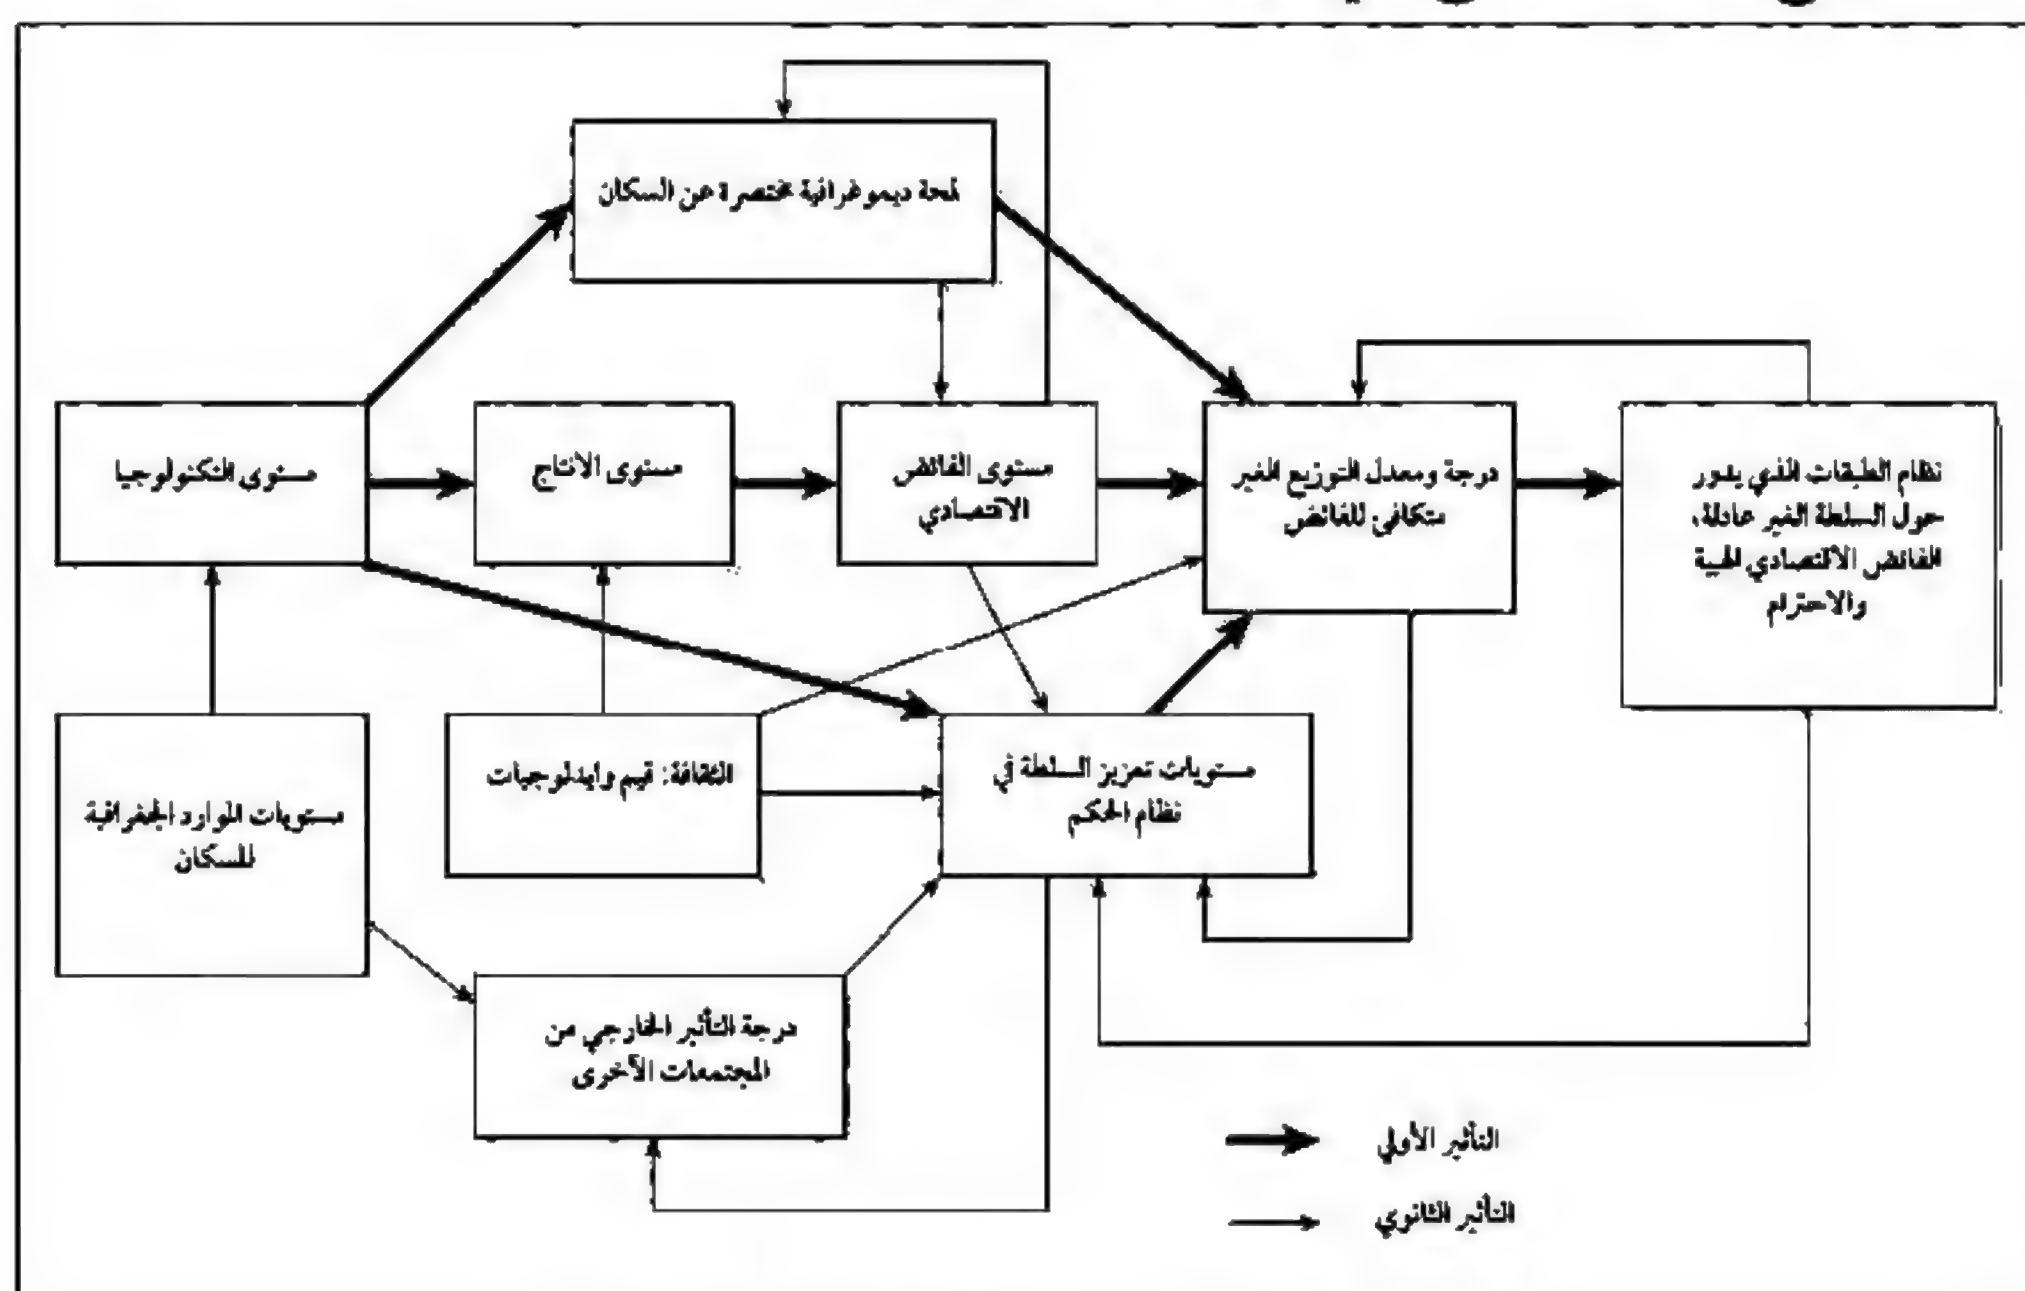 لمحة ديموغرافية مختصرة عن السكان
مستوى التكنولوجيا
مستوى الانتاج
مستوى الفائض
الاقتصادي
درجة ومعدل التوزيع الغير
متكافئ للفائض
نظام الطبقات الذي يدور
حول السلطة الغير عادلة،
الفائض الاقتصادي الهيبة
والاحترام
مستويات الموارد الجغرافية
للسكان
الثقافة: قيم وايدلوجيات
مستويات تعزيز السلطة في
نظام الحكم
درجة التأثير الخارجي من
المجتمعات الأخرى
التأثير الأولي
التأثير الثانوي